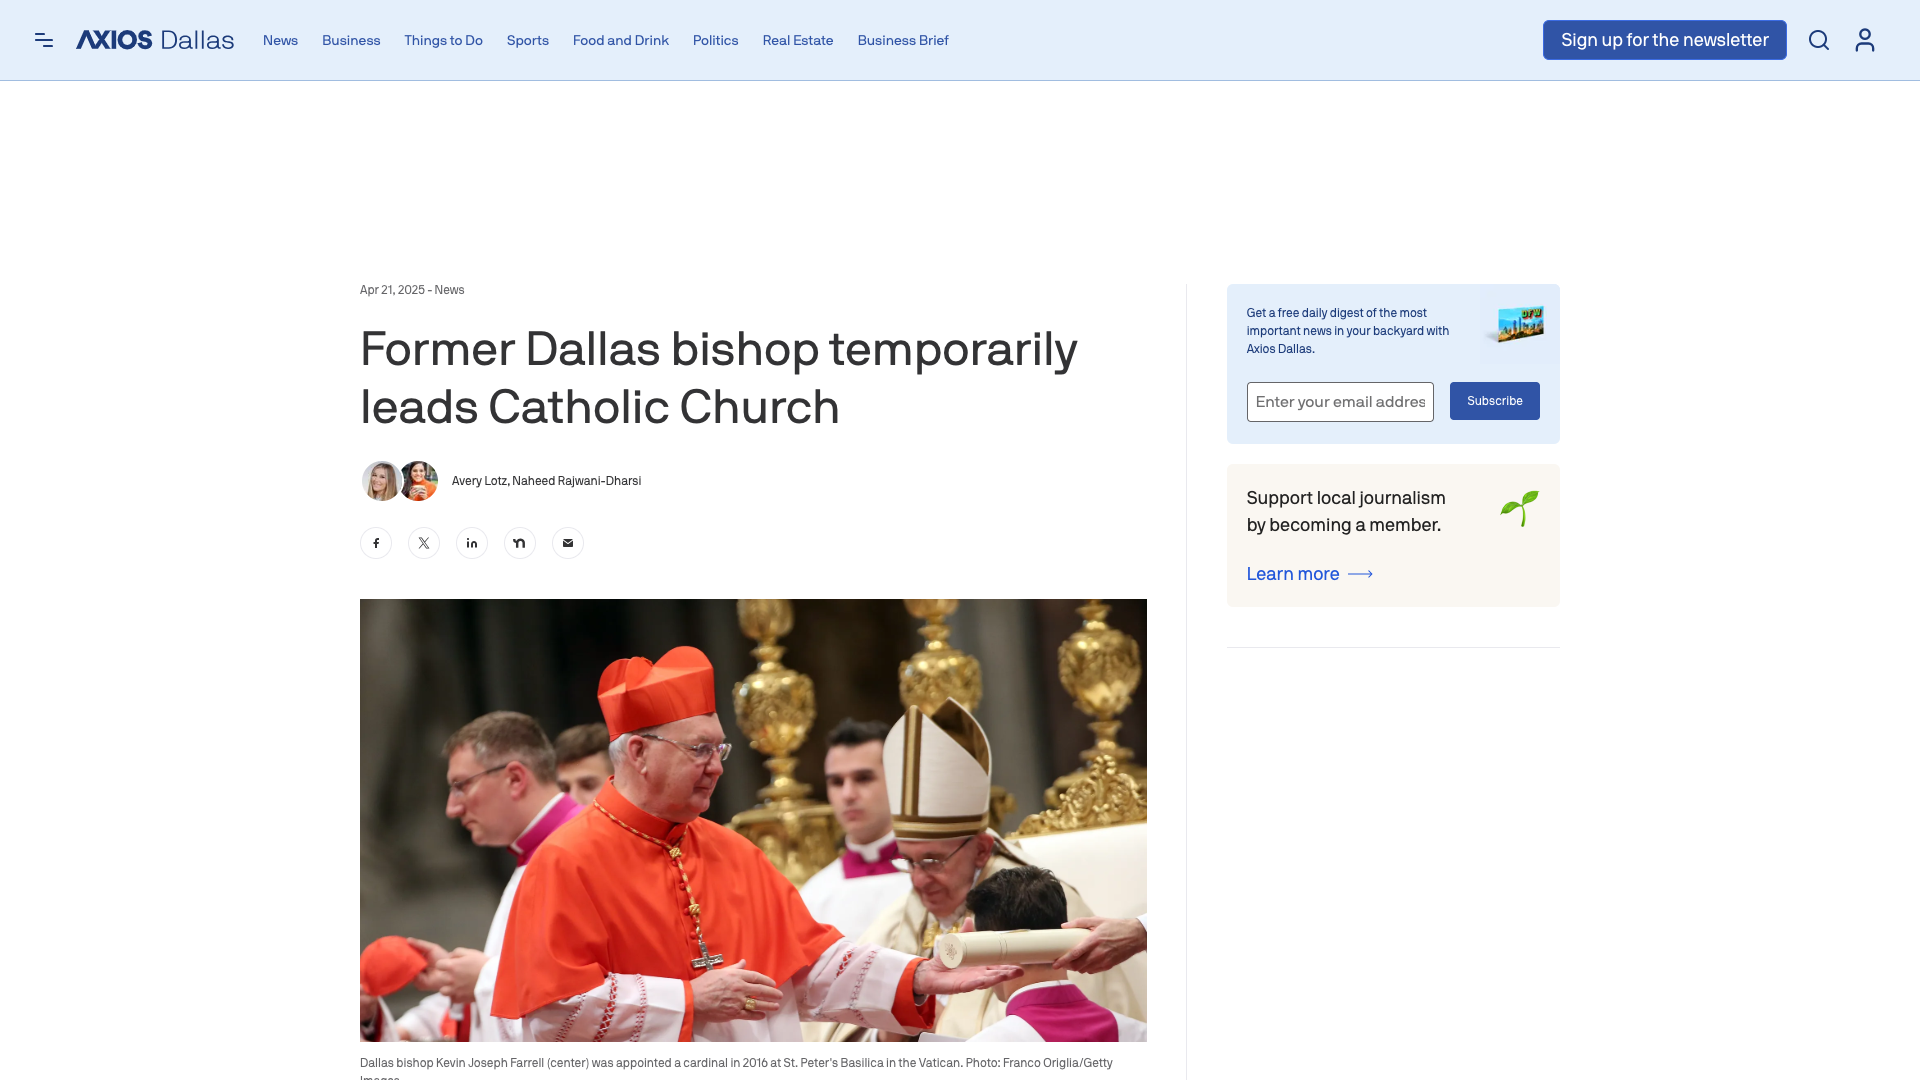 AXIOS Dallas
News
Business
Things to Do
Sports
Food and Drink
Politics
Real Estate
Business Brief
Sign up for the newsletter
Apr 21, 2025 - News
Former Dallas bishop temporarily
leads Catholic Church
Avery Lotz, Naheed Rajwani-Dharsi
Dallas bishop Kevin Joseph Farrell (center) was appointed a cardinal in 2016 at St. Peter's Basilica in the Vatican. Photo: Franco Origlia/Getty
Images
Get a free daily digest of the most
important news in your backyard with
Axios Dallas.
DFW
Enter your email addres
Subscribe
Support local journalism
by becoming a member.
Learn more